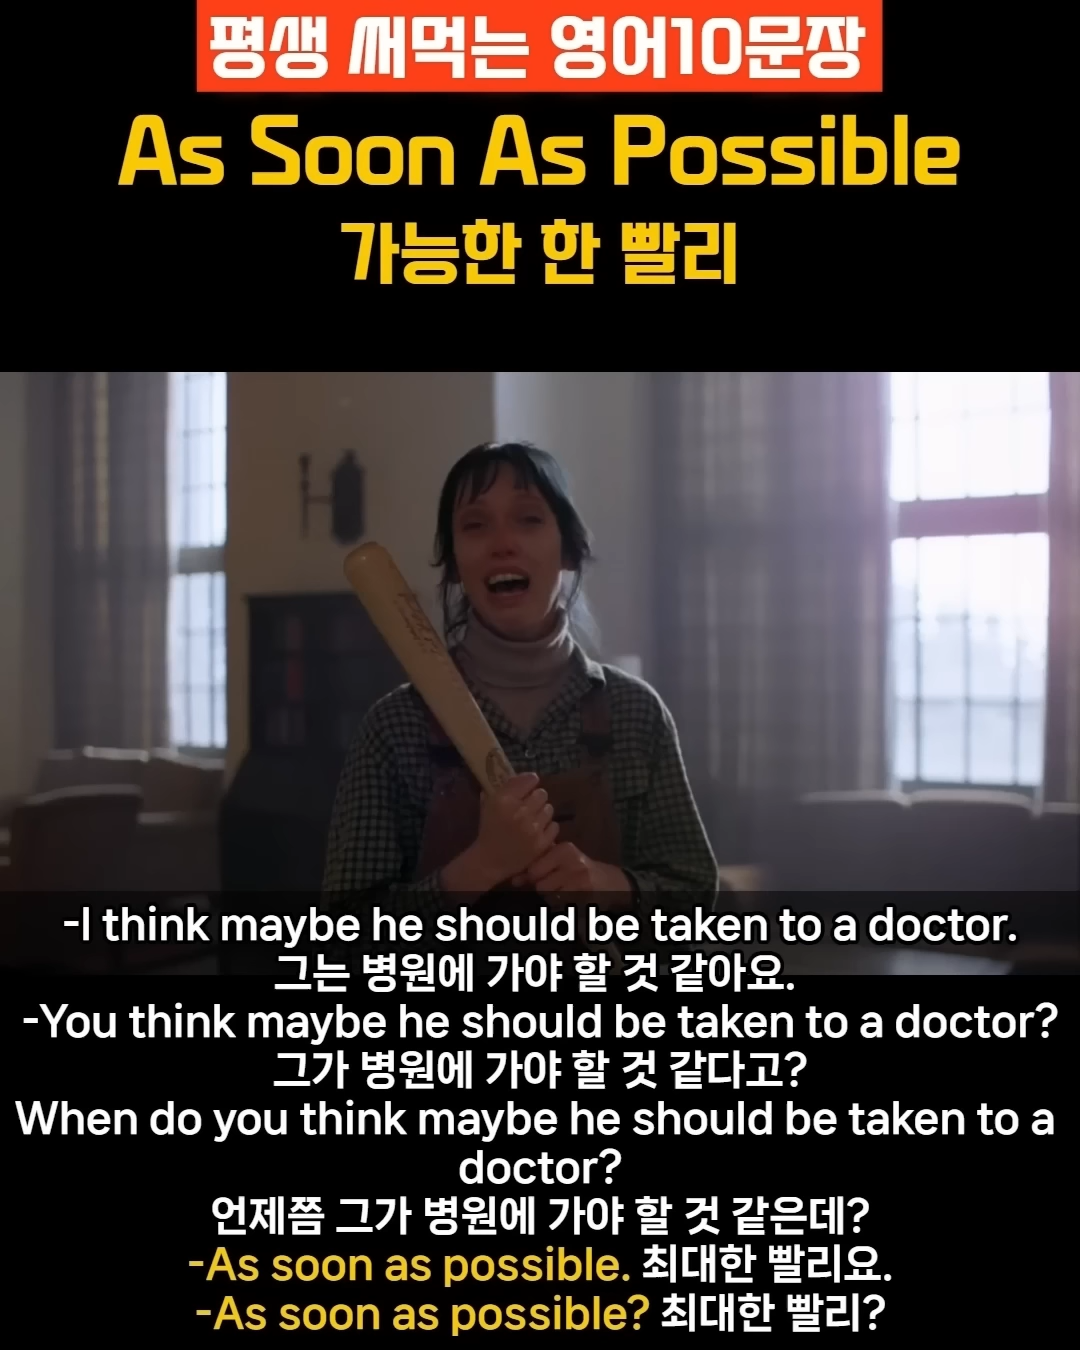 평생 써먹는 영어10문장
As Soon As Possible
가능한 한 빨리
-I think maybe he should be taken to a doctor.
그는 병원에 가야 할 것 같아요.
-You think maybe he should be taken to a doctor?
그가 병원에 가야 할 것 같다고?
When do you think maybe he should be taken to a
doctor?
언제쯤 그가 병원에 가야 할 것 같은데?
-As soon as possible. 최대한 빨리요.
-As soon as possible? 최대한 빨리?